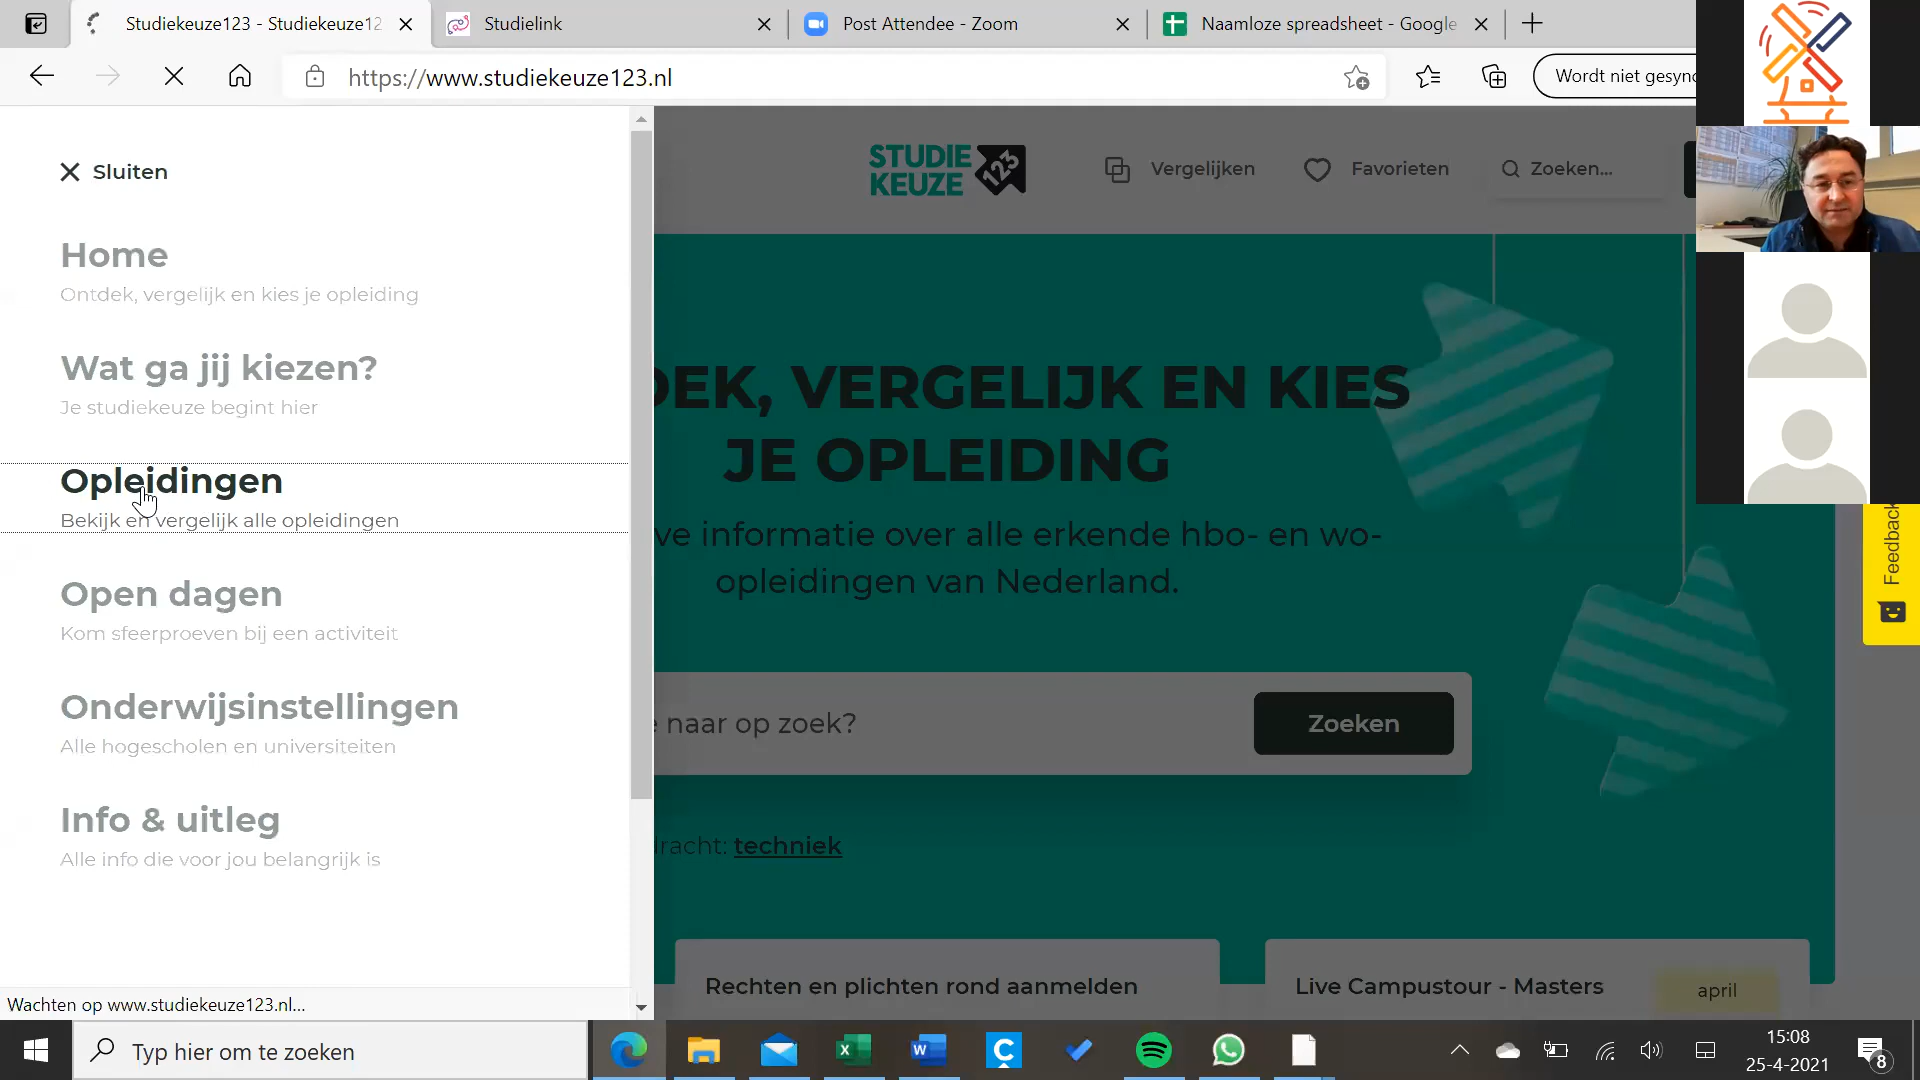 Studiekeuze123 - Studiekeuze12
Studielink
Post Attendee - Zoom
Naamloze spreadsheet - Google
https://www.studiekeuze123.nl
Wordt niet gesync
Sluiten
Home
Ontdek, vergelijk en kies je opleiding
Wat ga jij kiezen?
Je studiekeuze begint hier
Opleidingen
Bekijk en vergelijk alle opleidingen
Open dagen
Kom sfeerproeven bij een activiteit
Onderwijsinstellingen
Alle hogescholen en universiteiten
Info & uitleg
Alle info die voor jou belangrijk is
Wachten op www.studiekeuze123.nl...
STUDIE
KEUZE
123
Vergelijken
Favorieten
Zoeken...
DEK, VERGELIJK EN KIES
JE OPLEIDING
ve informatie over alle erkende hbo- en wo-
opleidingen van Nederland.
e naar op zoek?
Zoeken
dracht: techniek
Rechten en plichten rond aanmelden
Live Campustour - Masters
april
Feedback
Typ hier om te zoeken
15:08
25-4-2021
8